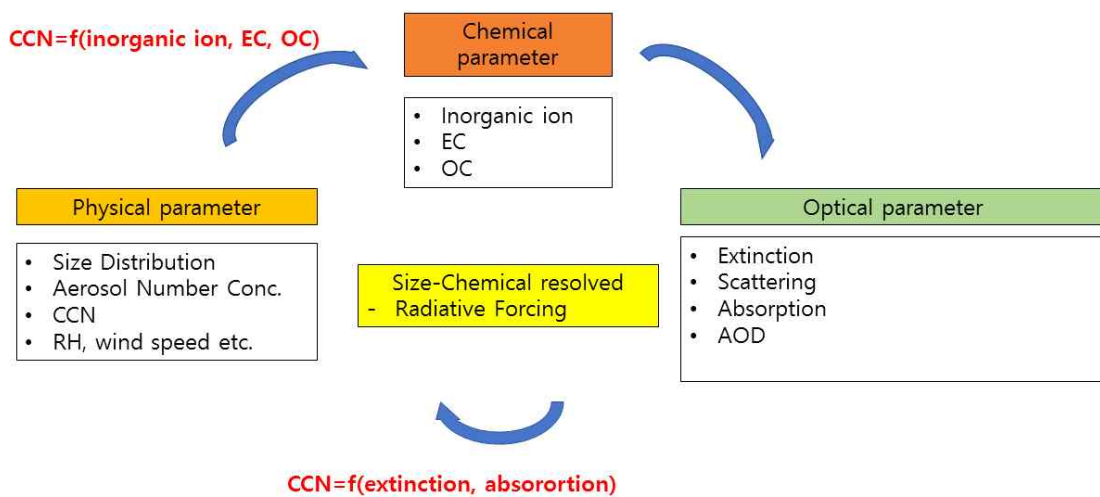 CCN=f(inorganic ion, EC, OC)
Chemical
parameter
• Inorganic ion
• EC
• OC
Physical parameter
• Size Distribution
• Aerosol Number Conc.
• CCN
• RH, wind speed etc.
Size-Chemical resolved
- Radiative Forcing
Optical parameter
• Extinction
• Scattering
• Absorption
• AOD
CCN=f(extinction, absorortion)